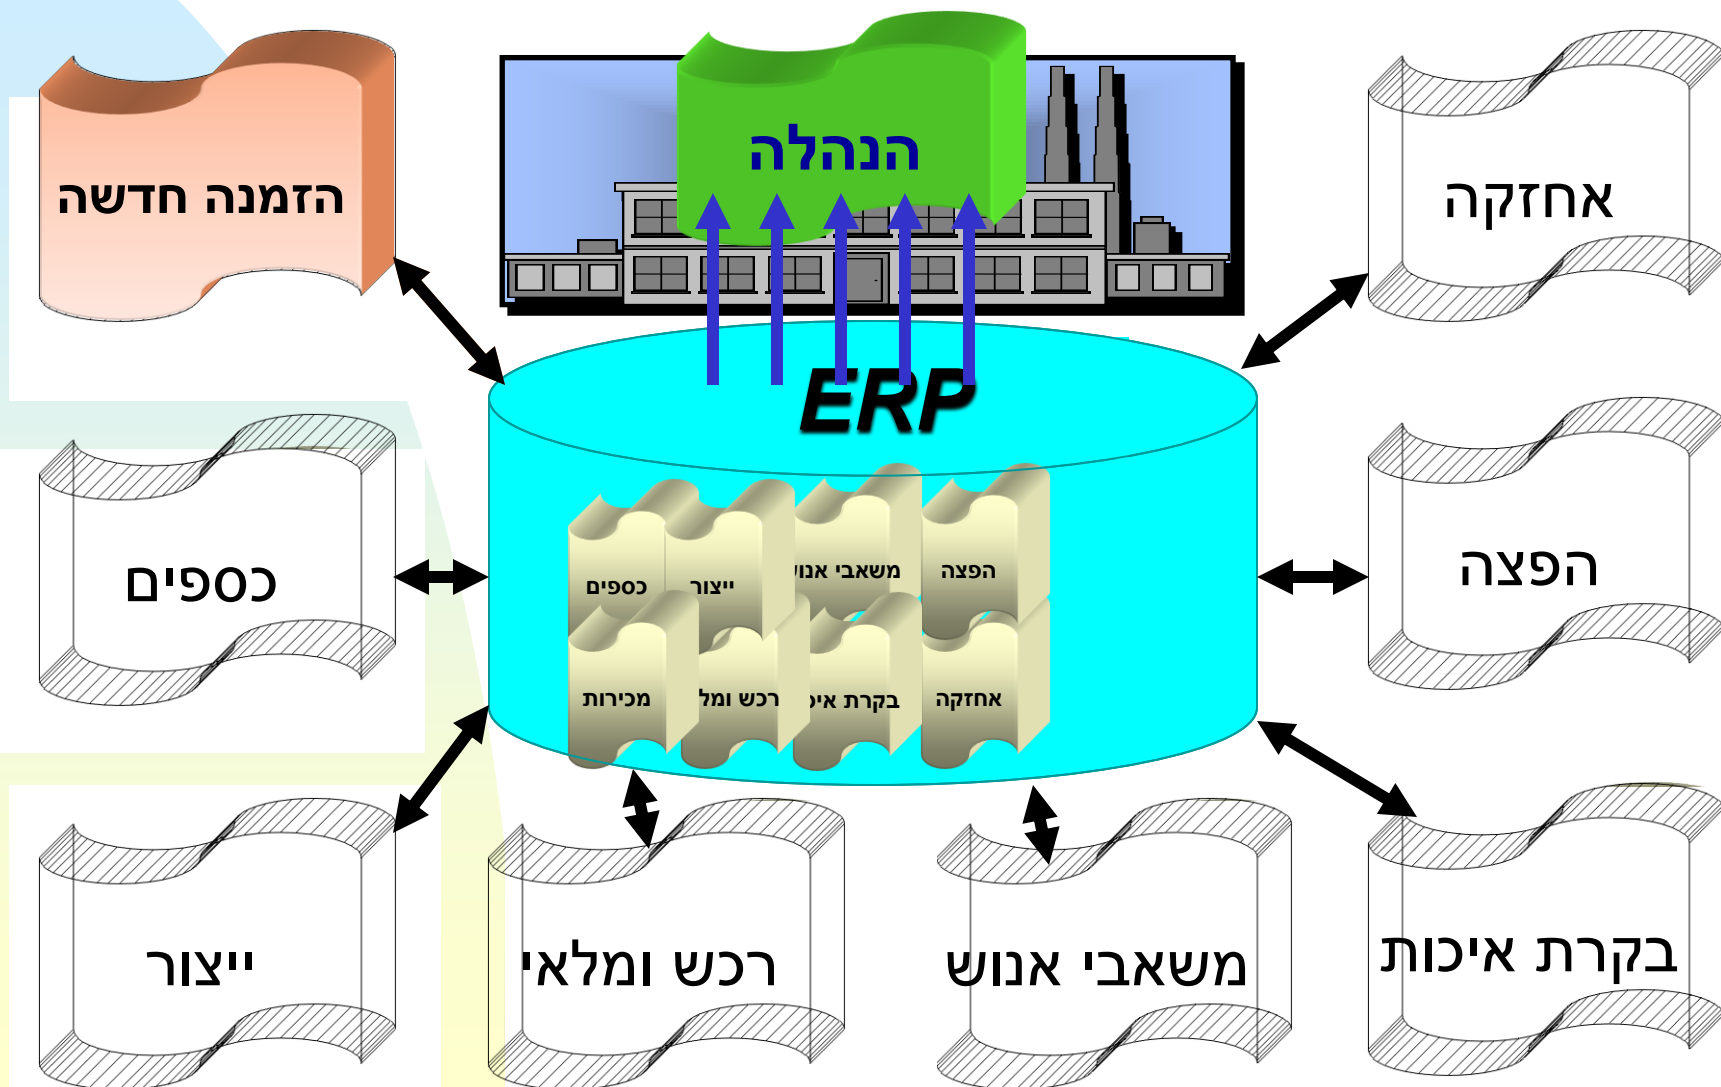 הנהלה
הזמנה חדשה
אחזקה
ERP
הפצה
כספים
הפצה
משאבי אנוש
ייצור
כספים
אחזקה
בקרת איכ
רכש ומל
מכירות
בקרת איכות
משאבי אנוש
רכש ומלאי
ייצור